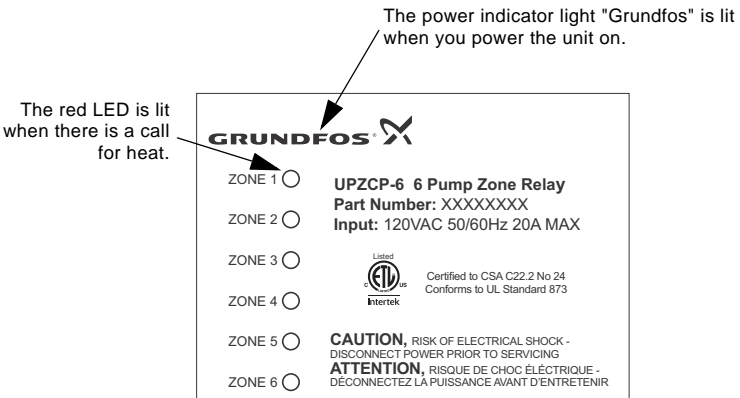 The power indicator light "Grundfos" is lit
when you power the unit on.
The red LED is lit
when there is a call
for heat.
GRUNDFOS
ZONE 1
ZONE 2
ZONE 3
ZONE 4
ZONE 5
ZONE 6
UPZCP-6 6 Pump Zone Relay
Part Number: XXXXXXXX
Input: 120VAC 50/60Hz 20A MAX
Listed
C ETL US
Intertek
Certified to CSA C22.2 No 24
Conforms to UL Standard 873
CAUTION, RISK OF ELECTRICAL SHOCK -
DISCONNECT POWER PRIOR TO SERVICING
ATTENTION, RISQUE DE CHOC ÉLÉCTRIQUE -
DÉCONNECTEZ LA PUISSANCE AVANT D'ENTRETENIR